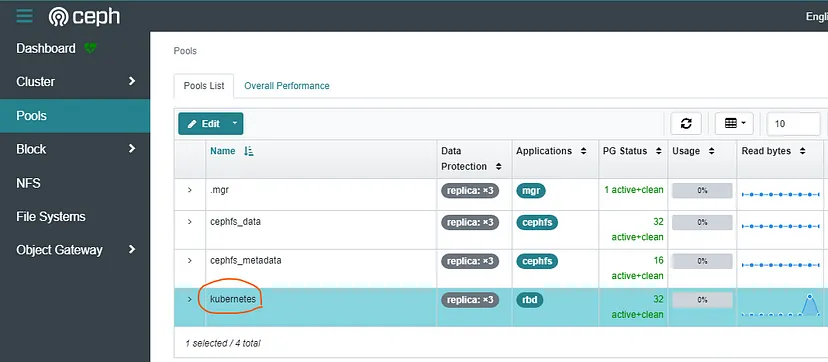 ceph
Engli
Dashboard
Cluster
Pools
Block
NFS
File Systems
Object Gateway
Pools
Pools List
Overall Performance
Edit
10
Name
Data Protection
Applications
PG Status
Usage
Read bytes
.mgr
replica: ×3
mgr
1 active+clean
0%
cephfs_data
replica: ×3
cephfs
32
active+clean
0%
cephfs_metadata
replica: ×3
cephfs
16
active+clean
0%
kubernetes
replica: ×3
rbd
32
active+clean
0%
1 selected / 4 total